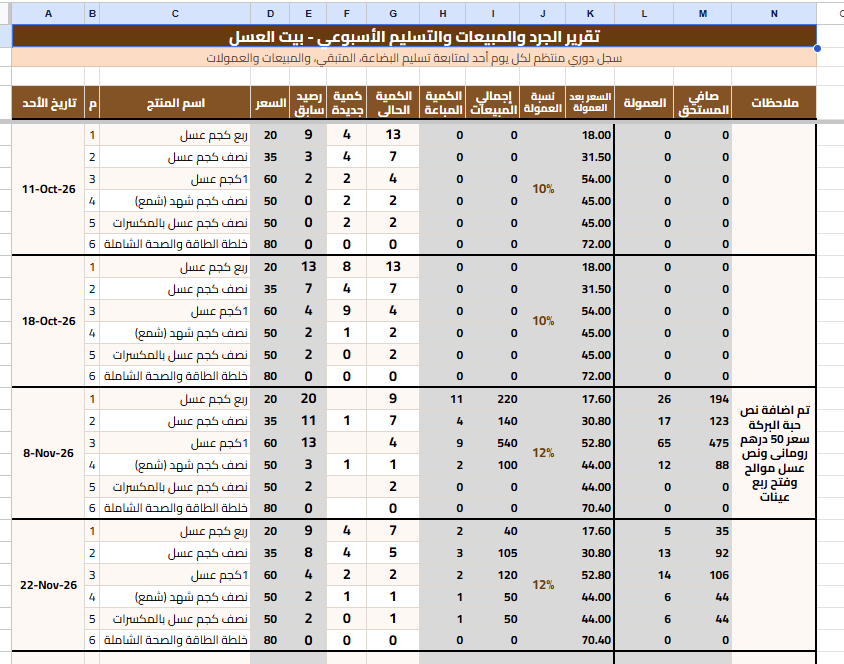 A B C D E F G H I J K L M N
تقرير الجرد والمبيعات والتسليم الأسبوعي - بيت العسل
سجل دوري منتظم لكل يوم أحد لمتابعة تسليم البضاعة، المتبقي، والمبيعات والعمولات
تاريخ الأحد م اسم المنتج السعر رصيد سابق كمية جديدة الكمية الحالى الكمية المباعة إجمالي المبيعات نسبة العمولة السعر بعد العمولة العمولة صافي المستحق ملاحظات
11-Oct-26 10%
1 ربع كجم عسل 20 9 4 13 0 0 18.00 0 0
2 نصف كجم عسل 35 3 4 7 0 0 31.50 0 0
3 1كجم عسل 60 2 2 4 0 0 54.00 0 0
4 نصف كجم شهد (شمع) 50 0 2 2 0 0 45.00 0 0
5 نصف كجم عسل بالمكسرات 50 0 2 2 0 0 45.00 0 0
6 خلطة الطاقة والصحة الشاملة 80 0 0 0 0 0 72.00 0 0
18-Oct-26 10%
1 ربع كجم عسل 20 13 8 13 0 0 18.00 0 0
2 نصف كجم عسل 35 7 4 7 0 0 31.50 0 0
3 1كجم عسل 60 4 9 4 0 0 54.00 0 0
4 نصف كجم شهد (شمع) 50 2 1 2 0 0 45.00 0 0
5 نصف كجم عسل بالمكسرات 50 2 0 2 0 0 45.00 0 0
6 خلطة الطاقة والصحة الشاملة 80 0 0 0 0 0 72.00 0 0
8-Nov-26 12%
1 ربع كجم عسل 20 20 9 11 220 17.60 26 194
2 نصف كجم عسل 35 11 1 7 4 140 30.80 17 123
3 1كجم عسل 60 13 4 9 540 52.80 65 475
4 نصف كجم شهد (شمع) 50 3 1 1 2 100 44.00 12 88
5 نصف كجم عسل بالمكسرات 50 2 2 0 0 44.00 0 0
6 خلطة الطاقة والصحة الشاملة 80 0 0 0 0 70.40 0 0
تم اضافة نص
حبة البركة
سعر 50 درهم
رومانى ونص
عسل موالح
وفتح ربع
عينات
22-Nov-26 12%
1 ربع كجم عسل 20 9 4 7 2 40 17.60 5 35
2 نصف كجم عسل 35 8 4 5 3 105 30.80 13 92
3 1كجم عسل 60 4 2 2 2 120 52.80 14 106
4 نصف كجم شهد (شمع) 50 2 1 1 1 50 44.00 6 44
5 نصف كجم عسل بالمكسرات 50 2 0 1 1 50 44.00 6 44
6 خلطة الطاقة والصحة الشاملة 80 0 0 0 0 0 70.40 0 0